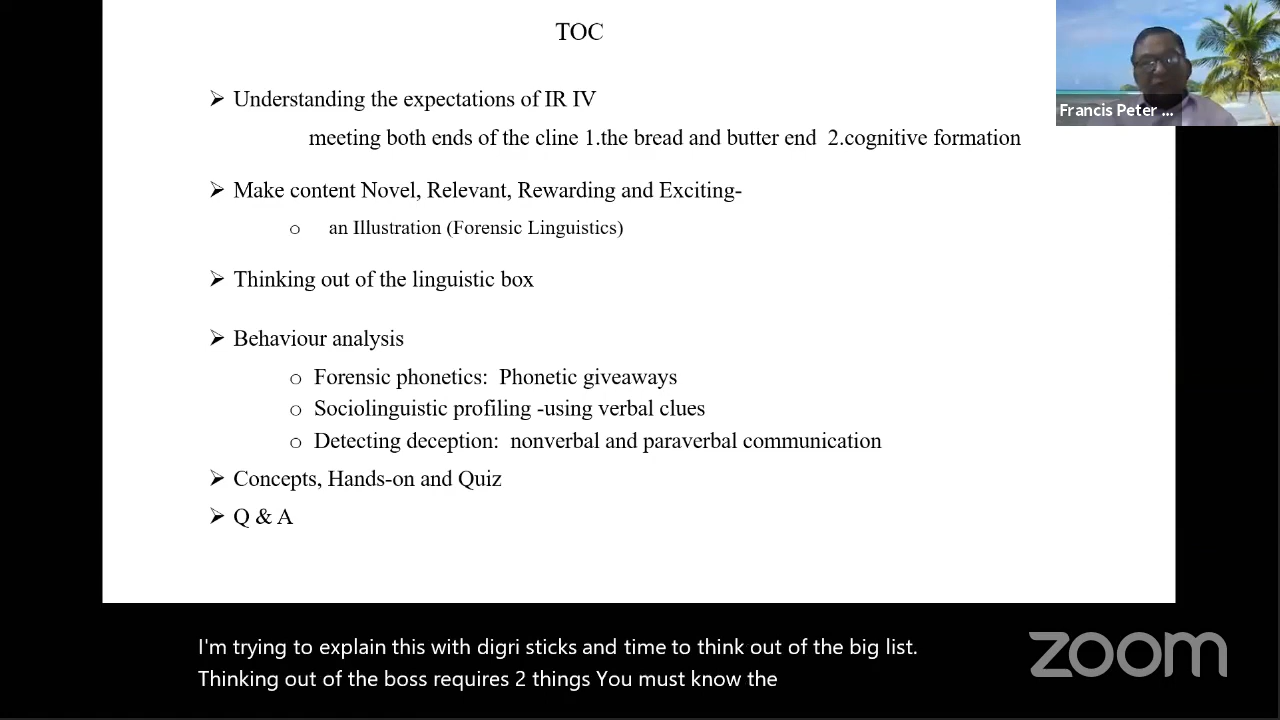 TOC
➢ Understanding the expectations of IR IV
meeting both ends of the cline 1.the bread and butter end 2.cognitive formation
➢ Make content Novel, Relevant, Rewarding and Exciting-
o an Illustration (Forensic Linguistics)
➢ Thinking out of the linguistic box
➢ Behaviour analysis
o Forensic phonetics: Phonetic giveaways
o Sociolinguistic profiling -using verbal clues
o Detecting deception: nonverbal and paraverbal communication
➢ Concepts, Hands-on and Quiz
➢ Q & A
Francis Peter ...
I'm trying to explain this with digri sticks and time to think out of the big list.
Thinking out of the boss requires 2 things You must know the
zoom